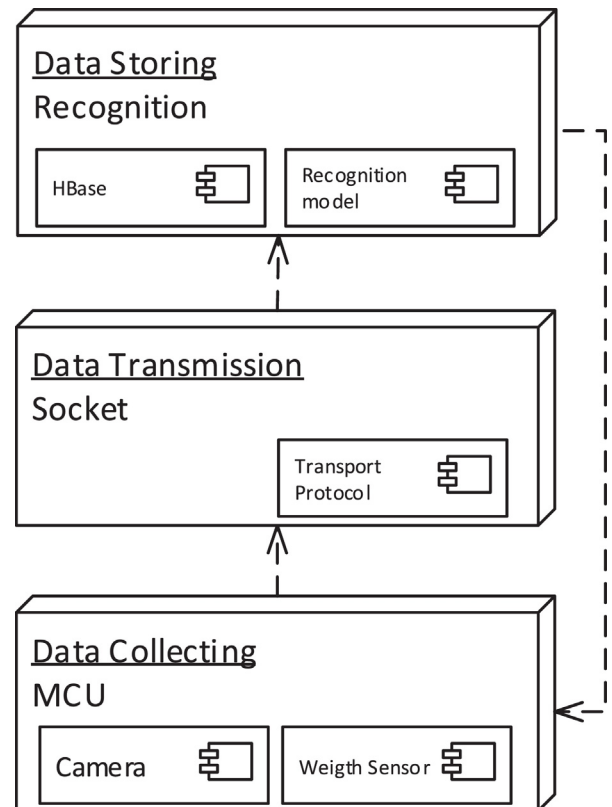 Data Storing
Recognition
HBase
Recognition
model
Data Transmission
Socket
Transport
Protocol
Data Collecting
MCU
Camera
Weigth Sensor